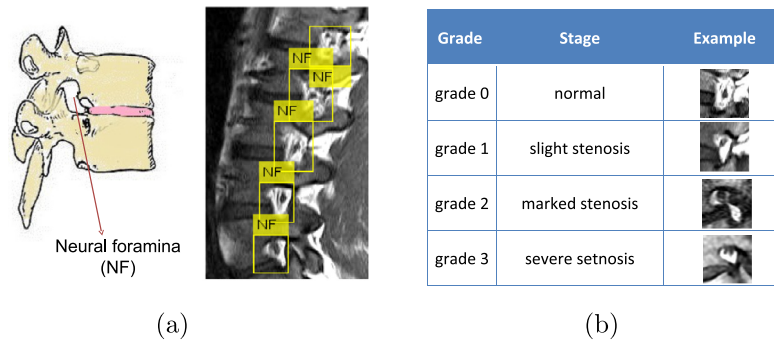 NF
NF
NF
NF
NF
Neural foramina
(NF)
(a)
Grade Stage Example
grade 0 normal
grade 1 slight stenosis
grade 2 marked stenosis
grade 3 severe setnosis
(b)